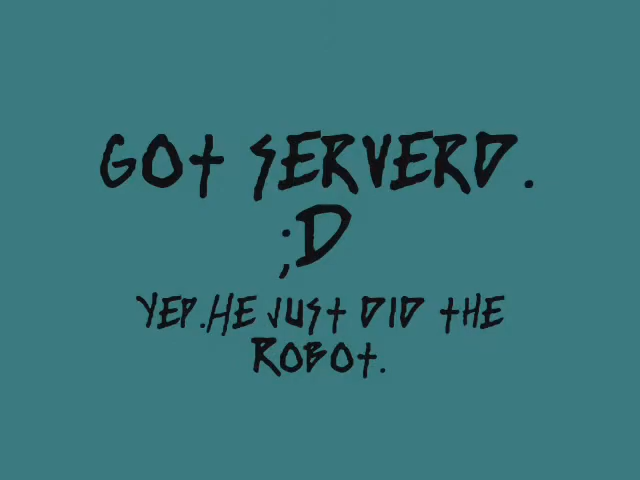 GOT SERVERD.
;D
YEP.HE JUST DID THE
ROBOT.